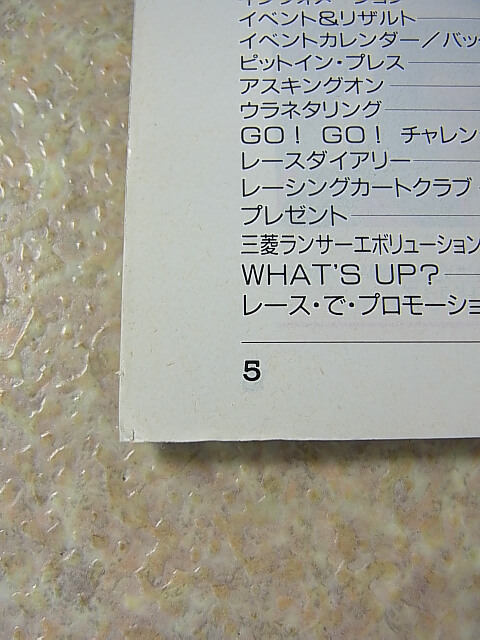 イベント&リザルト
イベントカレンダー/バッ
ピットイン・プレス
アスキングオン
ウラネタリング
GO! GO! チャレン
レースダイアリー
レーシングカートクラブ
プレゼント
三菱ランサーエボリューション
WHAT'S UP?
レース・で・プロモーショ
5